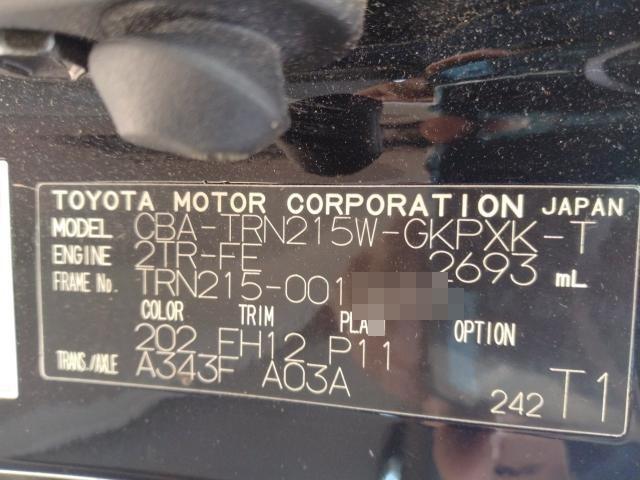 TOYOTA MOTOR CORPORATION JAPAN
MODEL CBA-TRN215W-GKPXK-T
ENGINE 2TR-FE 2693 mL
FRAME No. TRN215-001
COLOR TRIM OPTION
202 FH12 P11
TRANS./AXLE A343F A03A
242 T1